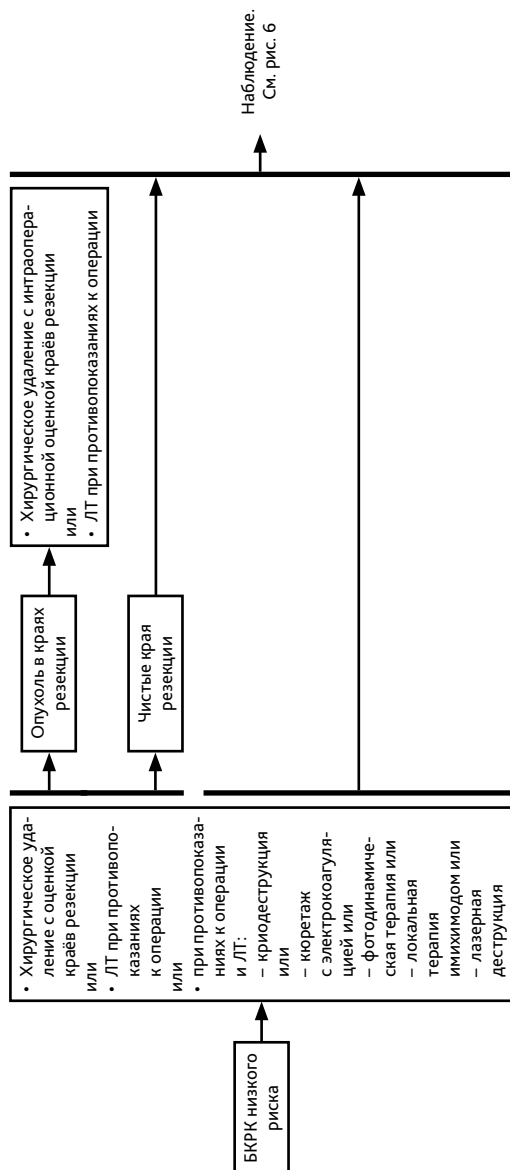 БКРК низкого
риска
• Хирургическое уда-
ление с оценкой
краёв резекции
или
• ЛТ при противопо-
казаниях
к операции
или
• при противопоказа-
ниях к операции
и ЛТ:
– криодеструкция
или
– кюретаж
с электрокоагуля-
цией или
– фотодинамиче-
ская терапия или
– локальная
терапия
имихимодом или
– лазерная
деструкция
Опухоль в краях
резекции
• Хирургическое удаление с интраопера-
ционной оценкой краёв резекции
или
• ЛТ при противопоказаниях к операции
Чистые края
резекции
Наблюдение.
См. рис. 6